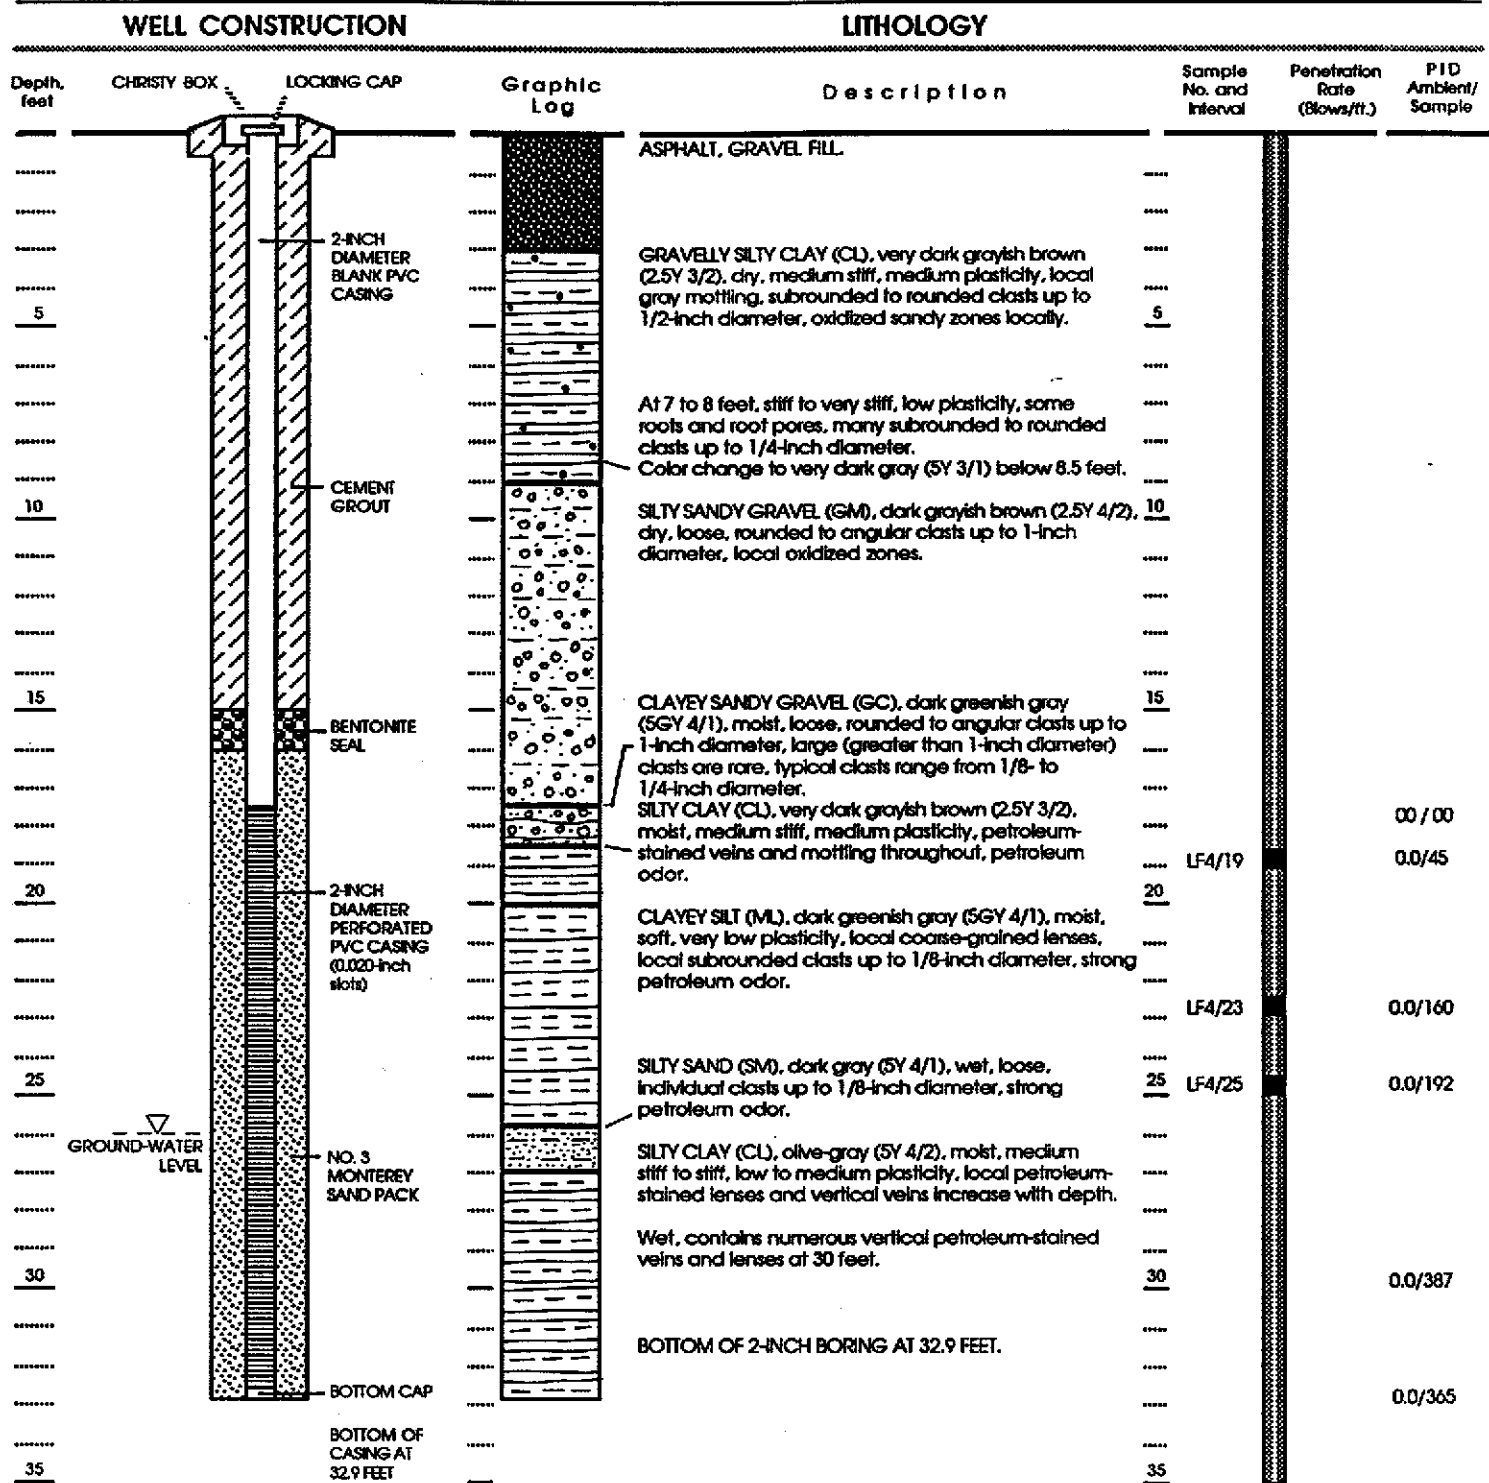 WELL CONSTRUCTION
LITHOLOGY
Depth, feet
CHRISTY BOX
LOCKING CAP
Graphic Log
Description
Sample No. and Interval
Penetration Rate (Blows/ft.)
PID Ambient/ Sample
2-INCH
DIAMETER
BLANK PVC
CASING
CEMENT
GROUT
BENTONITE
SEAL
2-INCH
DIAMETER
PERFORATED
PVC CASING
(0.020-inch
slots)
GROUND-WATER
LEVEL
NO. 3
MONTEREY
SAND PACK
BOTTOM CAP
BOTTOM OF
CASING AT
32.9 FEET
5
10
15
20
25
30
35
ASPHALT, GRAVEL FILL.
GRAVELLY SILTY CLAY (CL), very dark grayish brown
(2.5Y 3/2), dry, medium stiff, medium plasticity, local
gray mottling, subrounded to rounded clasts up to
1/2-inch diameter, oxidized sandy zones locally.
At 7 to 8 feet, stiff to very stiff, low plasticity, some
roots and root pores, many subrounded to rounded
clasts up to 1/4-inch diameter.
Color change to very dark gray (5Y 3/1) below 8.5 feet.
SILTY SANDY GRAVEL (GM), dark grayish brown (2.5Y 4/2),
dry, loose, rounded to angular clasts up to 1-inch
diameter, local oxidized zones.
CLAYEY SANDY GRAVEL (GC), dark greenish gray
(5GY 4/1), moist, loose, rounded to angular clasts up to
1-inch diameter, large (greater than 1-inch diameter)
clasts are rare, typical clasts range from 1/8- to
1/4-inch diameter.
SILTY CLAY (CL), very dark grayish brown (2.5Y 3/2),
moist, medium stiff, medium plasticity, petroleum-
stained veins and mottling throughout, petroleum
odor.
CLAYEY SILT (ML), dark greenish gray (5GY 4/1), moist,
soft, very low plasticity, local coarse-grained lenses,
local subrounded clasts up to 1/8-inch diameter, strong
petroleum odor.
SILTY SAND (SM), dark gray (5Y 4/1), wet, loose,
individual clasts up to 1/8-inch diameter, strong
petroleum odor.
SILTY CLAY (CL), olive-gray (5Y 4/2), moist, medium
stiff to stiff, low to medium plasticity, local petroleum-
stained lenses and vertical veins increase with depth.
Wet, contains numerous vertical petroleum-stained
veins and lenses at 30 feet.
BOTTOM OF 2-INCH BORING AT 32.9 FEET.
5
10
15
20
25
30
35
00 / 00
LF4/19
0.0/45
LF4/23
0.0/160
LF4/25
0.0/192
0.0/387
0.0/365